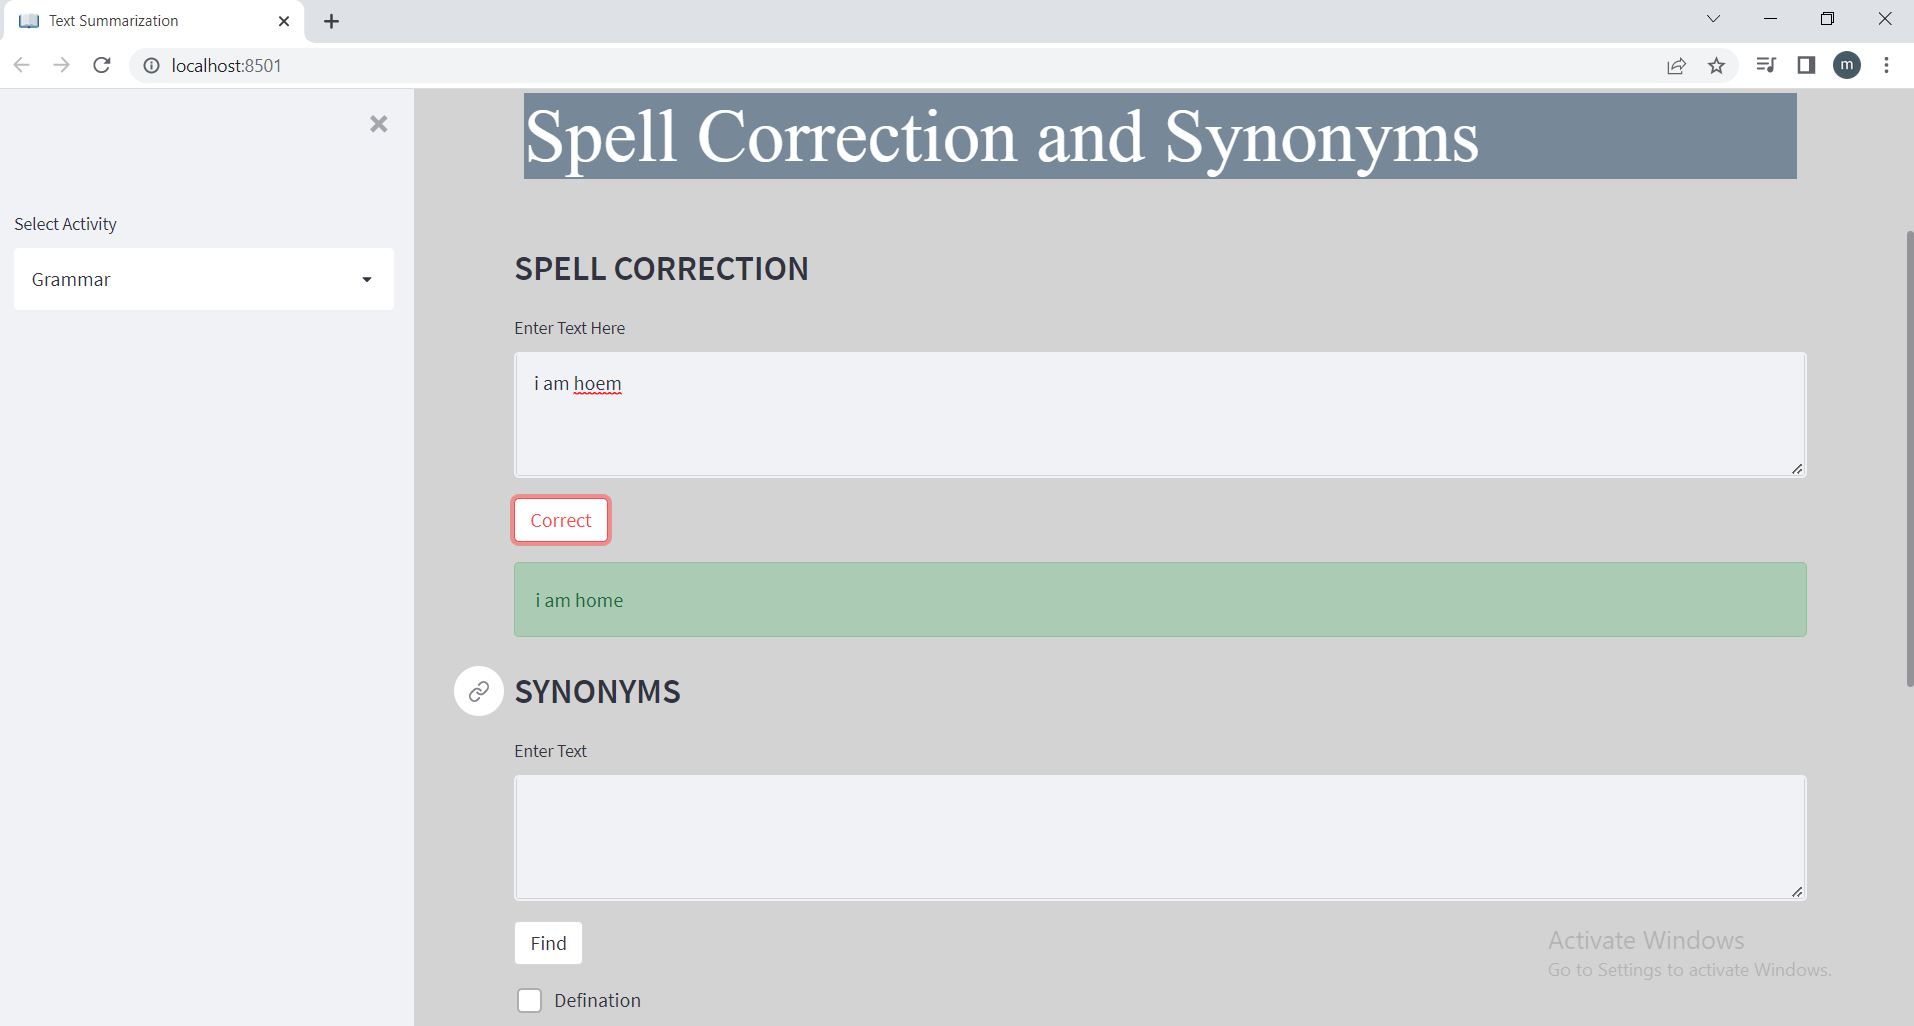 Text Summarization
localhost:8501
m
Select Activity
Grammar
Spell Correction and Synonyms
SPELL CORRECTION
Enter Text Here
i am hoem
Correct
i am home
SYNONYMS
Enter Text
Find
Defination
Activate Windows
Go to Settings to activate Windows.